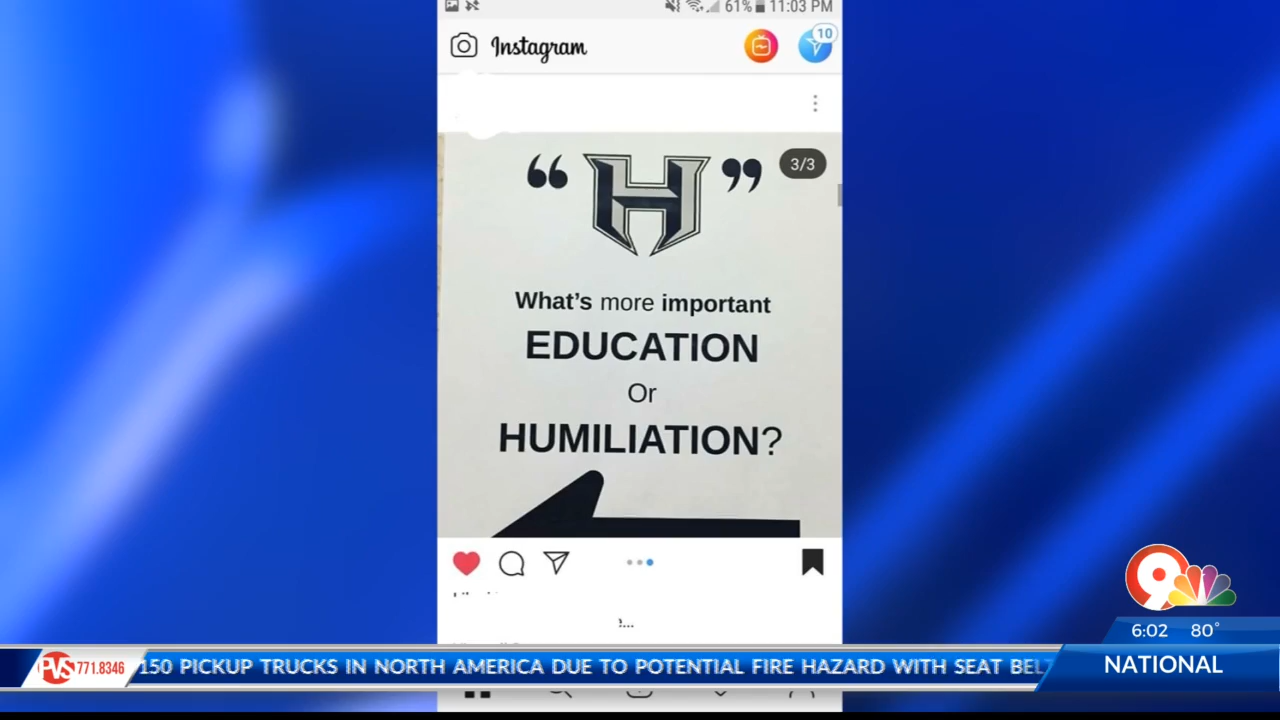 61% 11:03 PM
Instagram
10
3/3
“ H ”
What's more important
EDUCATION
Or
HUMILIATION?
9
6:02 80°
PVS 771.8346
150 PICKUP TRUCKS IN NORTH AMERICA DUE TO POTENTIAL FIRE HAZARD WITH SEAT BELT
NATIONAL